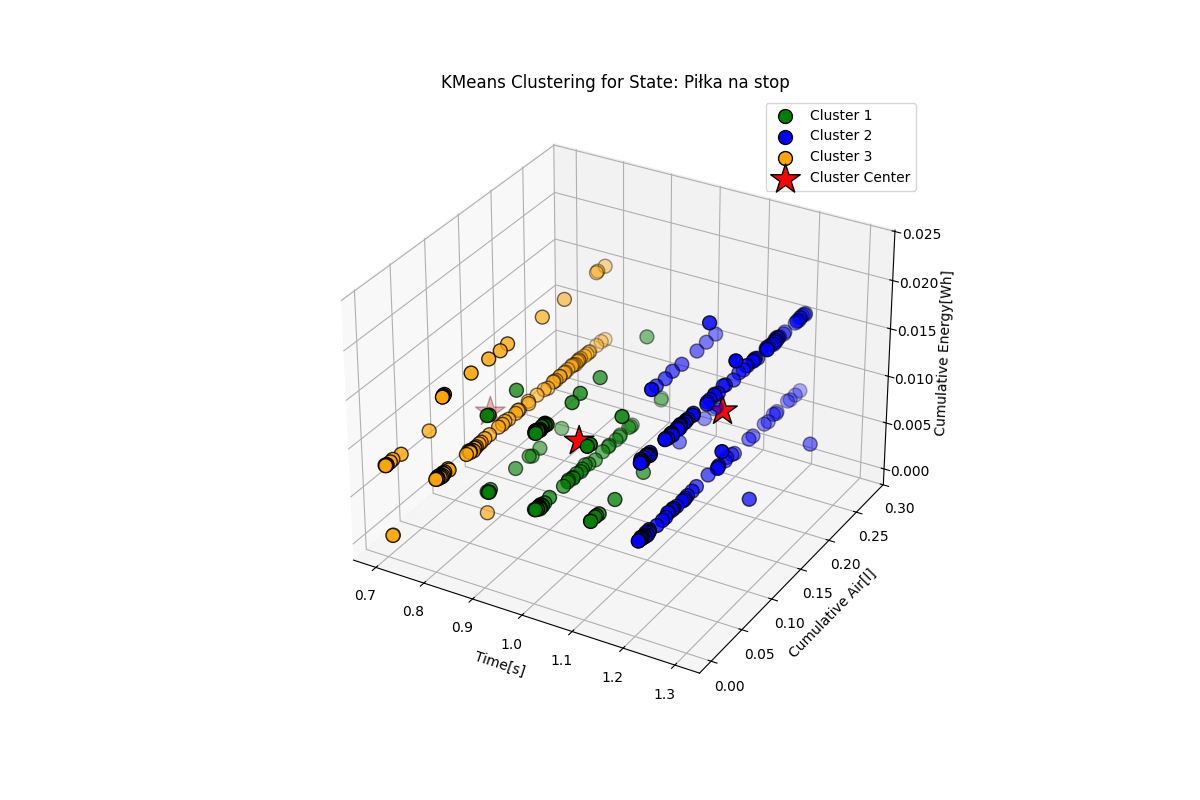 KMeans Clustering for State: Piłka na stop
Cluster 1
Cluster 2
Cluster 3
Cluster Center
0.025
0.020
0.015
0.010
0.005
0.000
Cumulative Energy[Wh]
0.30
0.25
0.20
0.15
0.10
0.05
0.00
Cumulative Air[l]
0.7
0.8
0.9
1.0
1.1
1.2
1.3
Time[s]